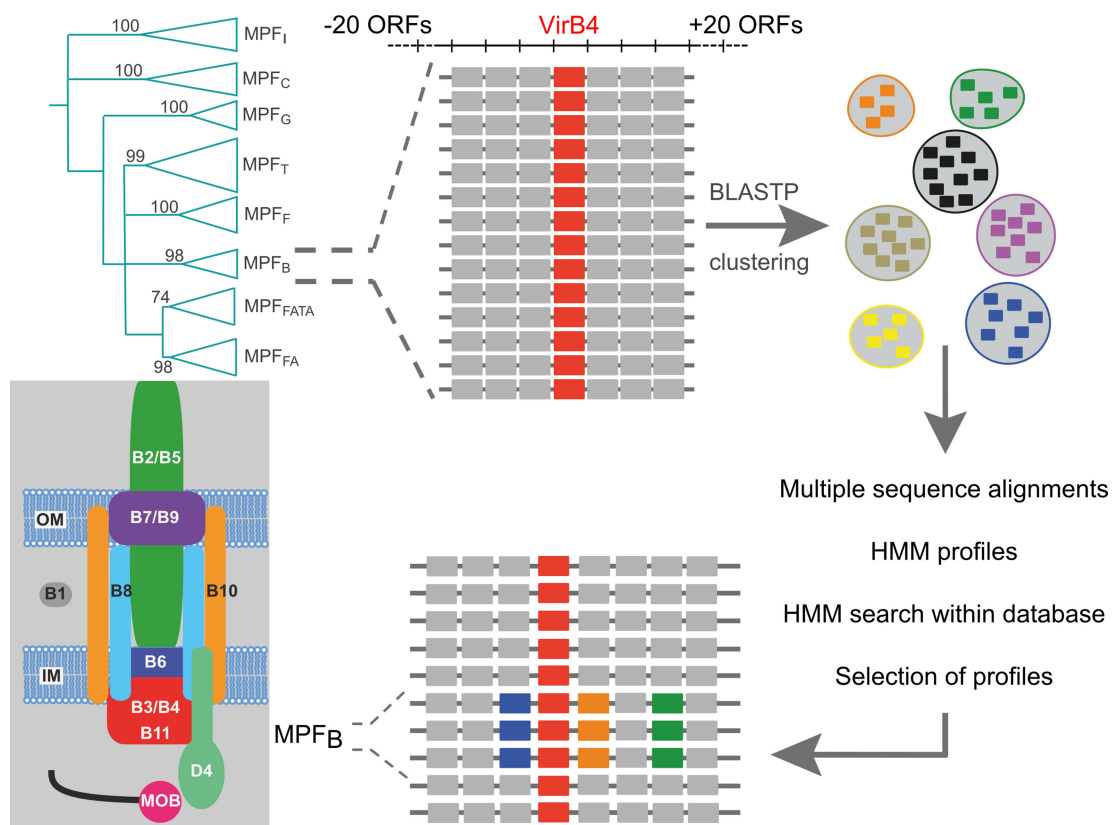 -20 ORFs
VirB4
+20 ORFs
100
MPFI
100
MPFC
100
MPFG
99
MPFT
100
MPFF
98
MPFB
74
MPFFATA
98
MPFFA
BLASTP
clustering
Multiple sequence alignments
HMM profiles
HMM search within database
Selection of profiles
B2/B5
OM
B7/B9
B1
B8
B10
IM
B6
B3/B4
B11
D4
MOB
MPFB